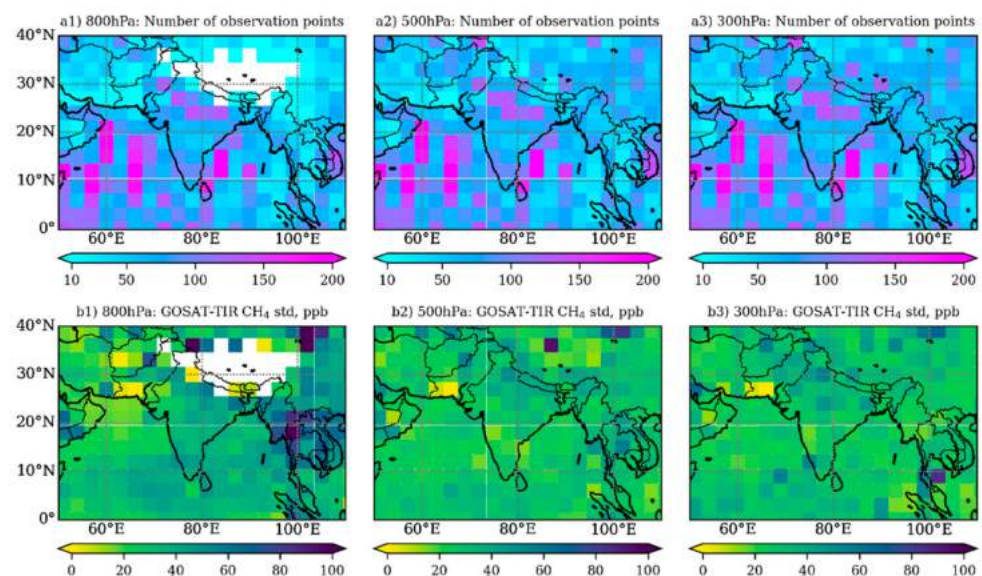 a1) 800hPa: Number of observation points a2) 500hPa: Number of observation points a3) 300hPa: Number of observation points
40°N
30°N
20°N
10°N
0°
60°E 80°E 100°E 60°E 80°E 100°E 60°E 80°E 100°E
10 50 100 150 200 10 50 100 150 200 10 50 100 150 200
b1) 800hPa: GOSAT-TIR CH₄ std, ppb b2) 500hPa: GOSAT-TIR CH₄ std, ppb b3) 300hPa: GOSAT-TIR CH₄ std, ppb
40°N
30°N
20°N
10°N
0°
60°E 80°E 100°E 60°E 80°E 100°E 60°E 80°E 100°E
0 20 40 60 80 100 0 20 40 60 80 100 0 20 40 60 80 100